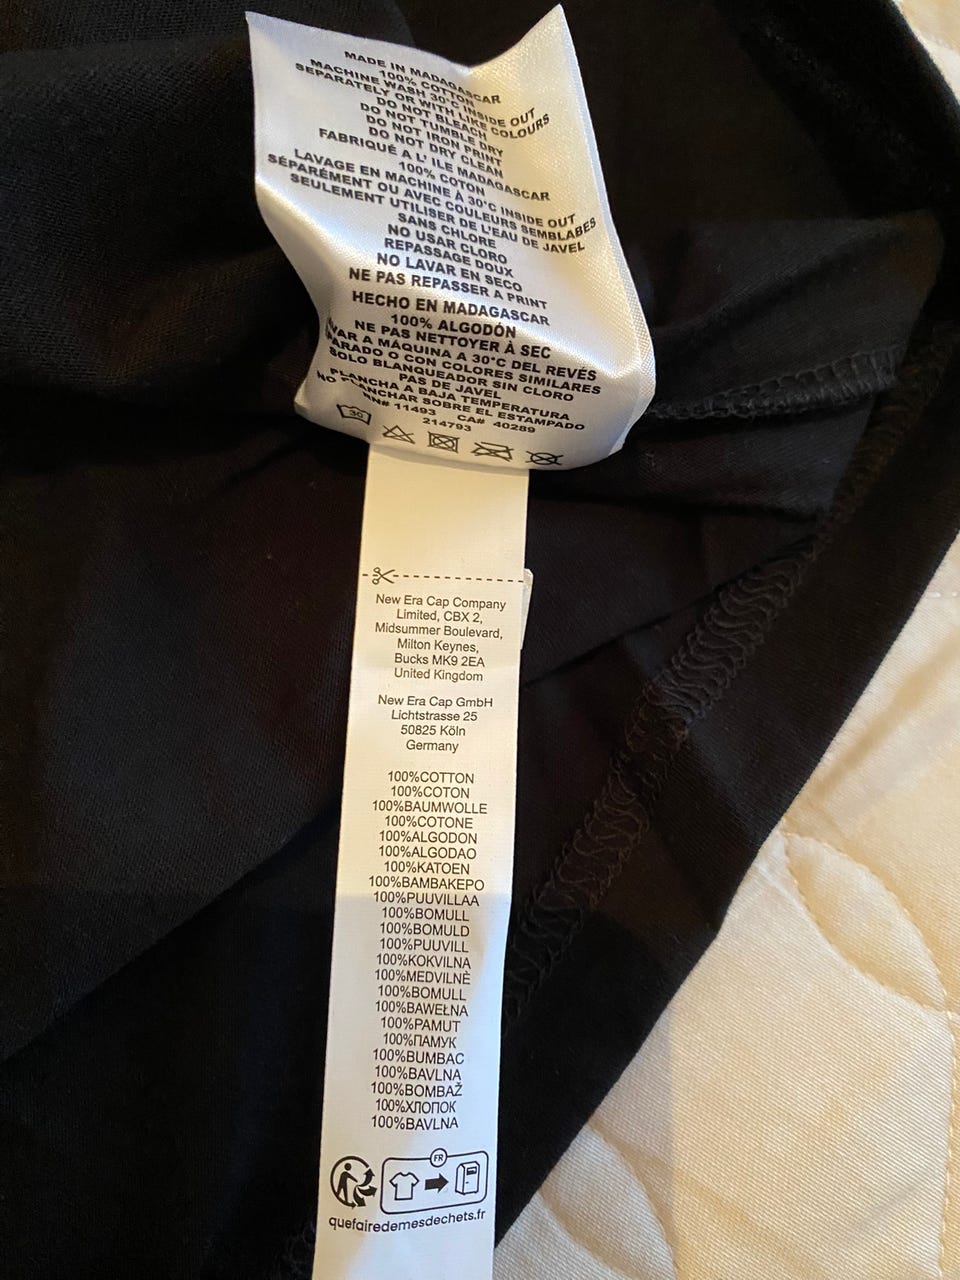 MADE IN MADAGASCAR
100% COTTON
MACHINE WASH 30°C INSIDE OUT
SEPARATELY OR WITH LIKE COLOURS
DO NOT BLEACH
DO NOT TUMBLE DRY
DO NOT IRON PRINT
DO NOT DRY CLEAN
FABRIQUÉ A L' ILE MADAGASCAR
100% COTON
LAVAGE EN MACHINE À 30°C INSIDE OUT
SÉPARÉMENT OU AVEC COULEURS SEMBLABES
SEULEMENT UTILISER DE L'EAU DE JAVEL
SANS CHLORE
NO USAR CLORO
REPASSAGE DOUX
NO LAVAR EN SECO
NE PAS REPASSER A PRINT
HECHO EN MADAGASCAR
100% ALGODÓN
NE PAS NETTOYER À SEC
AVAR A MÁQUINA A 30°C DEL REVÉS
PARADO O CON COLORES SIMILARES
SOLO BLANQUEADOR SIN CLORO
PAS DE JAVEL
PLANCHA A BAJA TEMPERATURA
NO PLANCHAR SOBRE EL ESTAMPADO
RN# 11493 CA# 40289
214793
30
New Era Cap Company
Limited, CBX 2,
Midsummer Boulevard,
Milton Keynes,
Bucks MK9 2EA
United Kingdom
New Era Cap GmbH
Lichtstrasse 25
50825 Köln
Germany
100%COTTON
100%COTON
100%BAUMWOLLE
100%COTONE
100%ALGODON
100%ALGODAO
100%KATOEN
100%BAMBAKEPO
100%PUUVILLAA
100%BOMULL
100%BOMULD
100%PUUVILL
100%KOKVILNA
100%MEDVILNĖ
100%BOMULL
100%BAWEŁNA
100%PAMUT
100%ПАМУК
100%BUMBAC
100%BAVLNA
100%BOMBAŽ
100%ХЛОПОК
100%BAVLNA
FR
quefairedemesdechets.fr